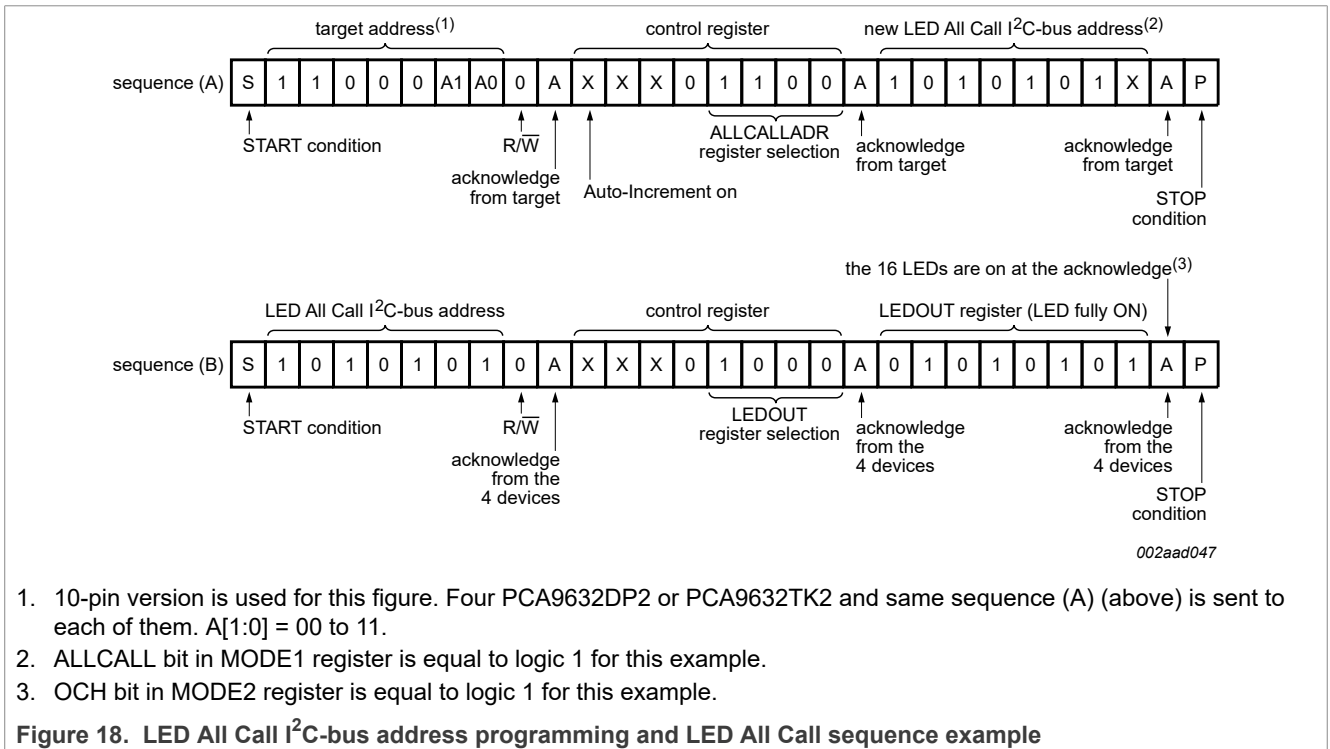 target address(1) control register new LED All Call I2C-bus address(2)
sequence (A) S 1 1 0 0 0 A1 A0 0 A X X X 0 1 1 0 0 A 1 0 1 0 1 0 1 X A P
START condition R/W ALLCALLADR acknowledge acknowledge
register selection from target from target
acknowledge Auto-Increment on
from target STOP
condition
the 16 LEDs are on at the acknowledge(3)
LED All Call I2C-bus address control register LEDOUT register (LED fully ON)
sequence (B) S 1 0 1 0 1 0 1 0 A X X X 0 1 0 0 0 A 0 1 0 1 0 1 0 1 A P
START condition R/W LEDOUT acknowledge acknowledge
register selection from the from the
acknowledge 4 devices 4 devices
from the
4 devices STOP
condition
002aad047
1. 10-pin version is used for this figure. Four PCA9632DP2 or PCA9632TK2 and same sequence (A) (above) is sent to
each of them. A[1:0] = 00 to 11.
2. ALLCALL bit in MODE1 register is equal to logic 1 for this example.
3. OCH bit in MODE2 register is equal to logic 1 for this example.
Figure 18. LED All Call I2C-bus address programming and LED All Call sequence example